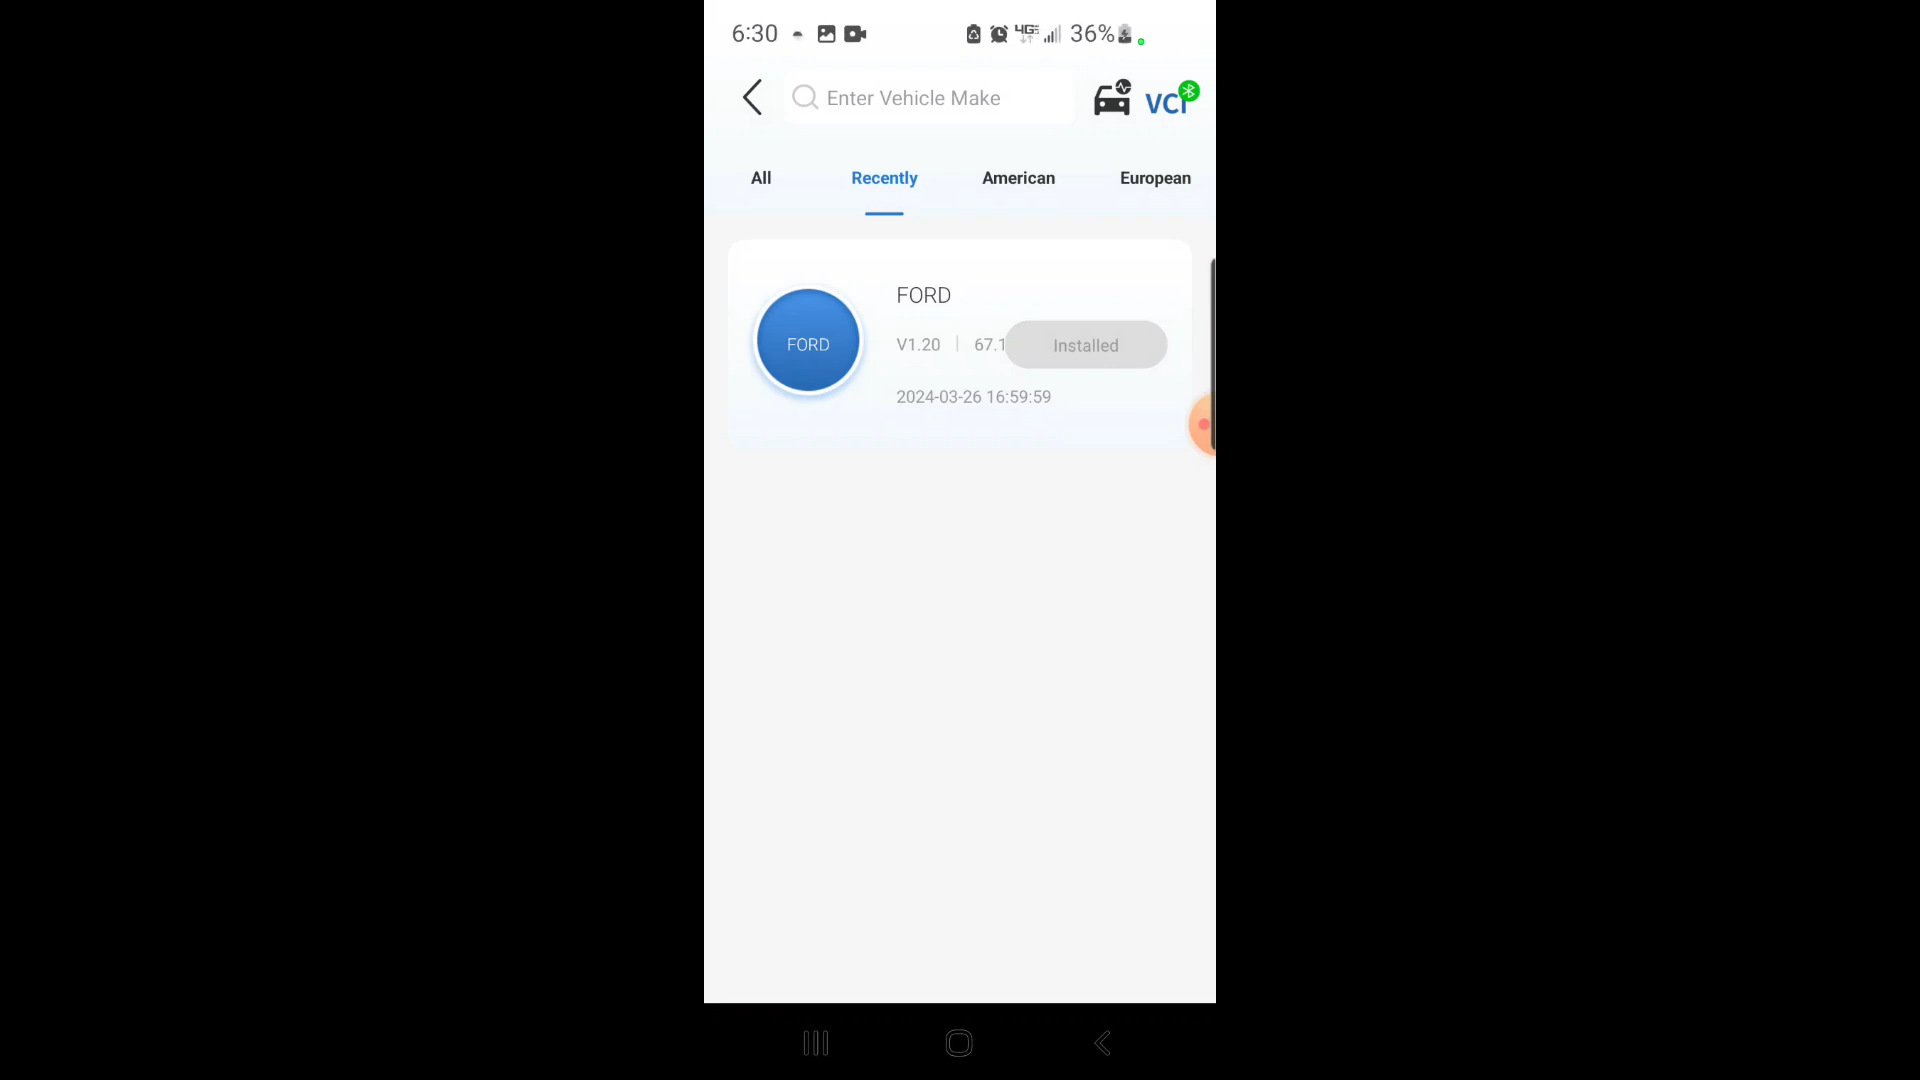 6:30 4G 36%
Enter Vehicle Make VCI
All Recently American European
FORD
FORD V1.20 | 67.1 Installed
2024-03-26 16:59:59